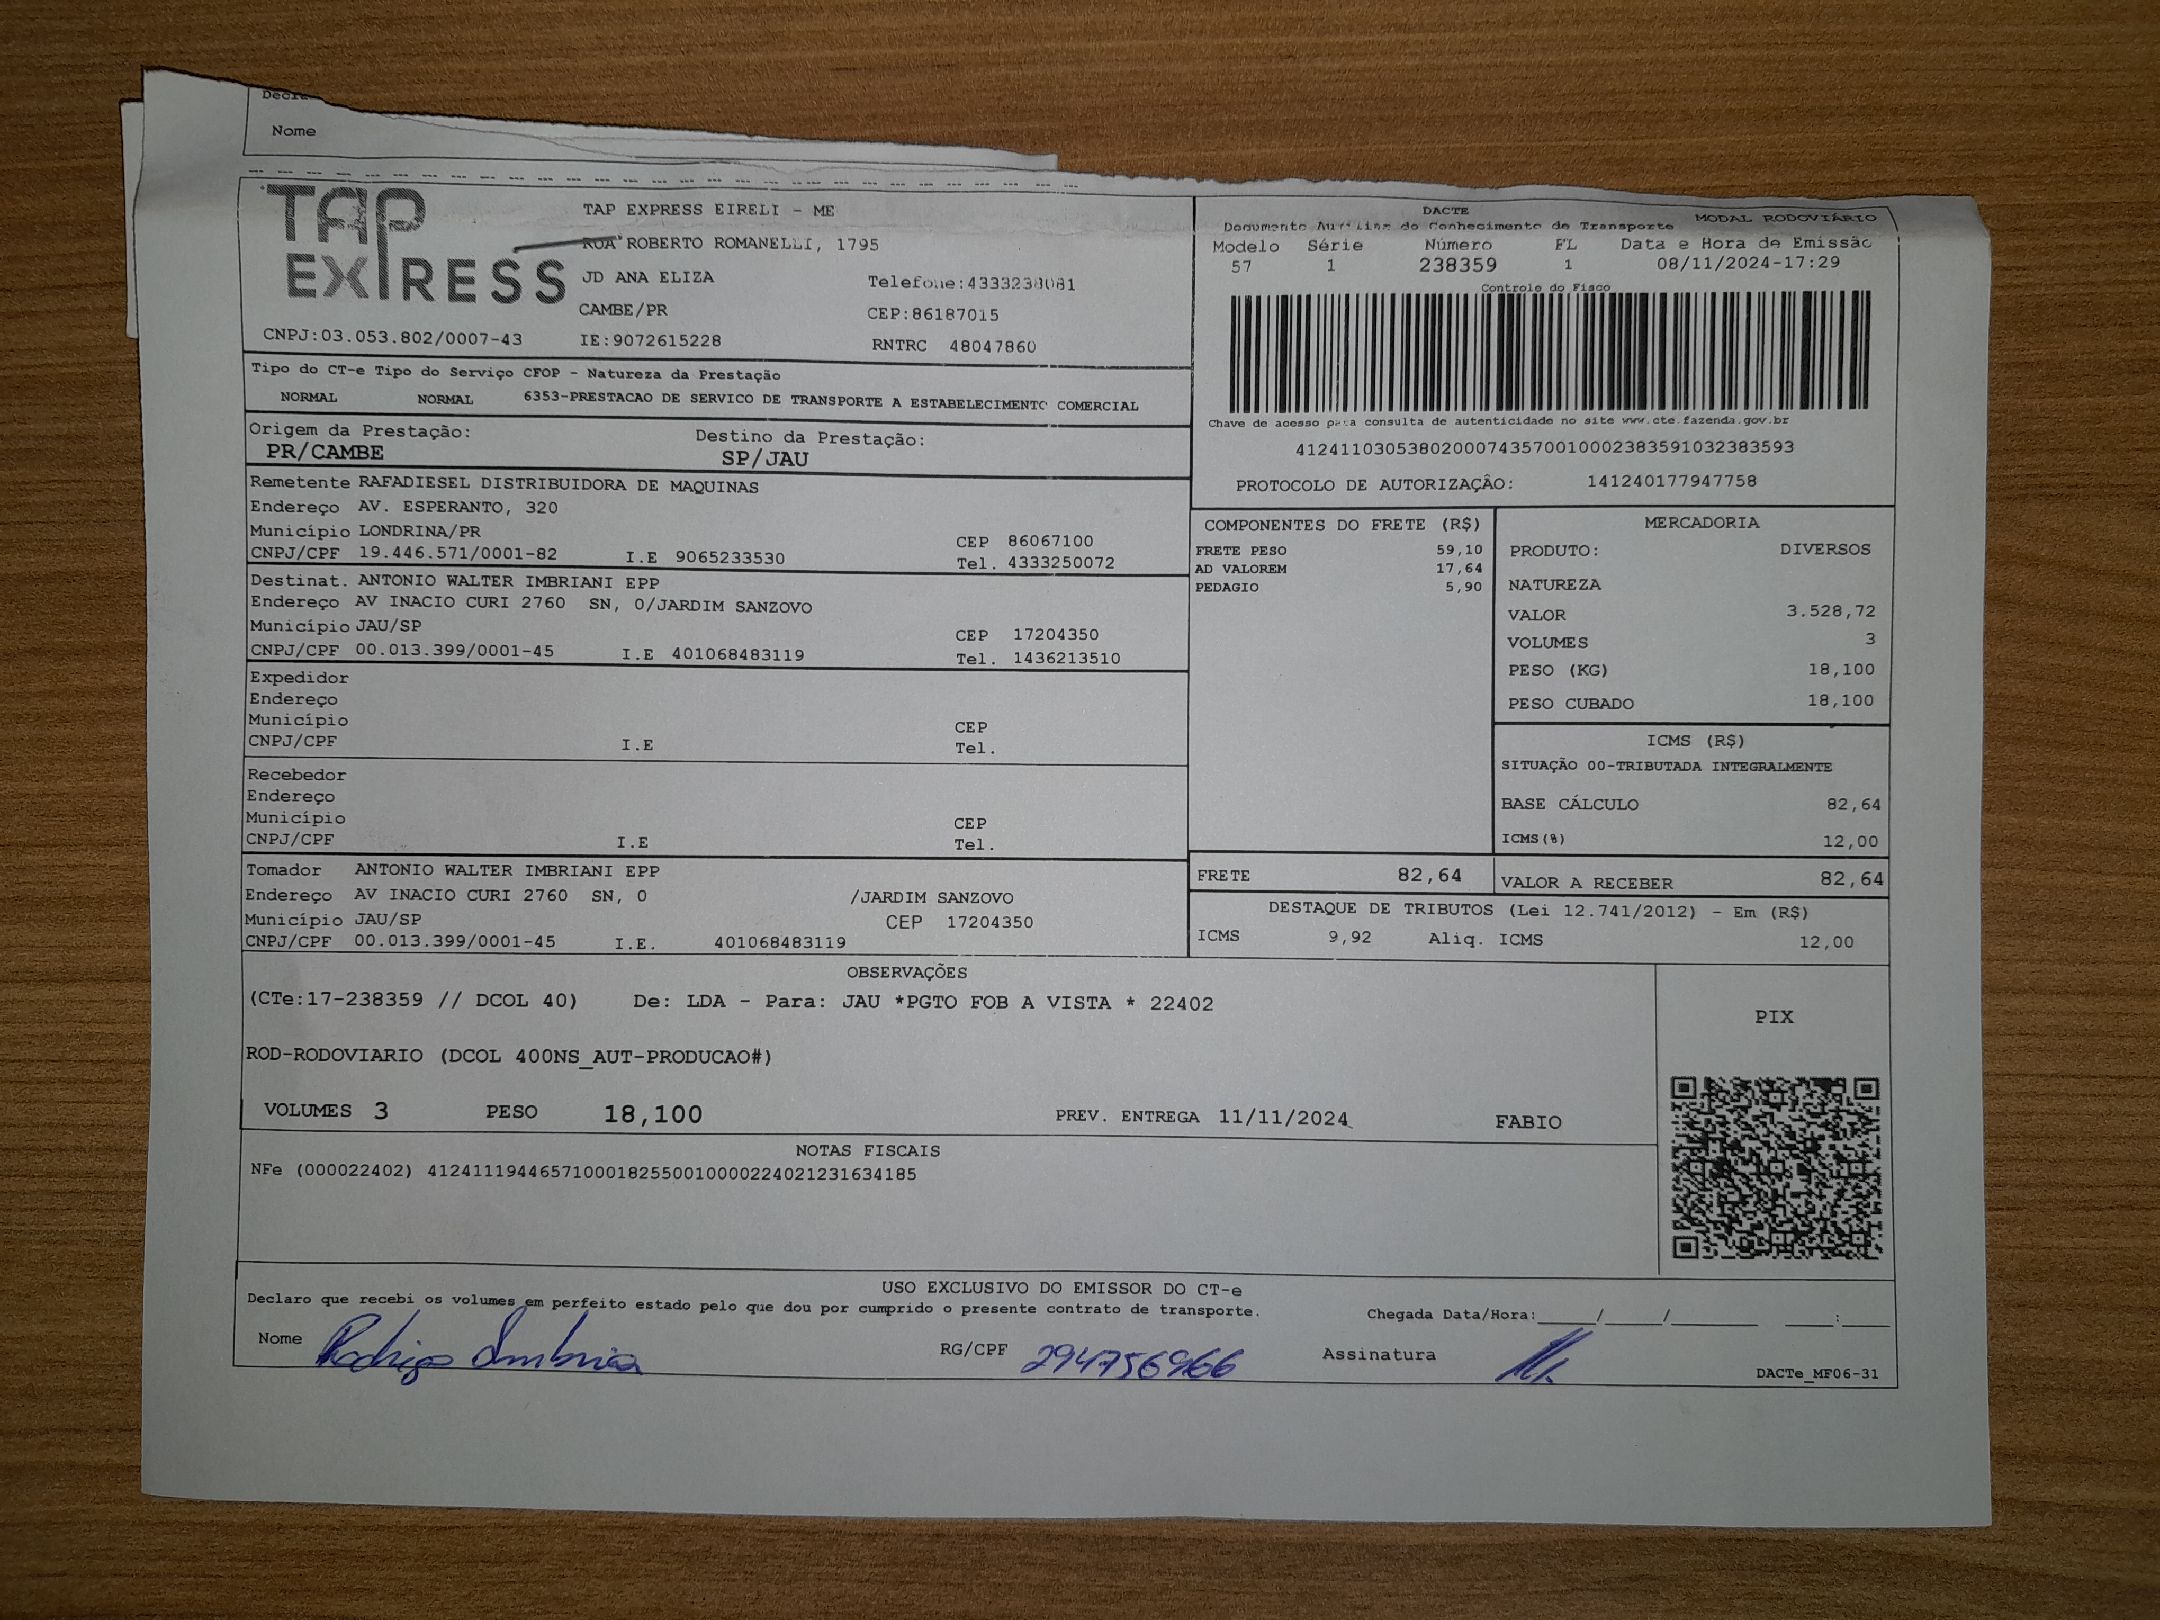 Nome
TAP EXPRESS
TAP EXPRESS EIRELI - ME
RUA ROBERTO ROMANELLI, 1795
JD ANA ELIZA
Telefone:4333238081
CAMBE/PR
CEP:86187015
CNPJ:03.053.802/0007-43
IE:9072615228
RNTRC 48047860
DACTE
MODAL RODOVIÁRIO
Documento Auxiliar do Conhecimento de Transporte
Modelo Série Número FL Data e Hora de Emissão
57 1 238359 1 08/11/2024-17:29
Controle do Fisco
Chave de acesso para consulta de autenticidade no site www.cte.fazenda.gov.br
41241103053802000743570010002383591032383593
PROTOCOLO DE AUTORIZAÇÃO: 141240177947758
Tipo do CT-e Tipo do Serviço CFOP - Natureza da Prestação
NORMAL NORMAL 6353-PRESTACAO DE SERVICO DE TRANSPORTE A ESTABELECIMENTO COMERCIAL
Origem da Prestação: Destino da Prestação:
PR/CAMBE SP/JAU
Remetente RAFADIESEL DISTRIBUIDORA DE MAQUINAS
Endereço AV. ESPERANTO, 320
Município LONDRINA/PR CEP 86067100
CNPJ/CPF 19.446.571/0001-82 I.E 9065233530 Tel. 4333250072
Destinat. ANTONIO WALTER IMBRIANI EPP
Endereço AV INACIO CURI 2760 SN, 0/JARDIM SANZOVO
Município JAU/SP CEP 17204350
CNPJ/CPF 00.013.399/0001-45 I.E 401068483119 Tel. 1436213510
Expedidor
Endereço
Município CEP
CNPJ/CPF I.E Tel.
Recebedor
Endereço
Município CEP
CNPJ/CPF I.E Tel.
Tomador ANTONIO WALTER IMBRIANI EPP
Endereço AV INACIO CURI 2760 SN, 0 /JARDIM SANZOVO
Município JAU/SP CEP 17204350
CNPJ/CPF 00.013.399/0001-45 I.E. 401068483119
COMPONENTES DO FRETE (R$)
FRETE PESO 59,10
AD VALOREM 17,64
PEDAGIO 5,90
MERCADORIA
PRODUTO: DIVERSOS
NATUREZA
VALOR 3.528,72
VOLUMES 3
PESO (KG) 18,100
PESO CUBADO 18,100
ICMS (R$)
SITUAÇÃO 00-TRIBUTADA INTEGRALMENTE
BASE CÁLCULO 82,64
ICMS(%) 12,00
FRETE 82,64
VALOR A RECEBER 82,64
DESTAQUE DE TRIBUTOS (Lei 12.741/2012) - Em (R$)
ICMS 9,92 Aliq. ICMS 12,00
OBSERVAÇÕES
(CTe:17-238359 // DCOL 40) De: LDA - Para: JAU *PGTO FOB A VISTA * 22402
ROD-RODOVIARIO (DCOL 400NS_AUT-PRODUCAO#)
VOLUMES 3 PESO 18,100 PREV. ENTREGA 11/11/2024 FABIO
PIX
NOTAS FISCAIS
NFe (000022402) 41241119446571000182550010000224021231634185
USO EXCLUSIVO DO EMISSOR DO CT-e
Declaro que recebi os volumes em perfeito estado pelo que dou por cumprido o presente contrato de transporte.
Chegada Data/Hora:_____/_____/________ ____:____
Nome Rodrigo RG/CPF Assinatura
DACTe_MF06-31